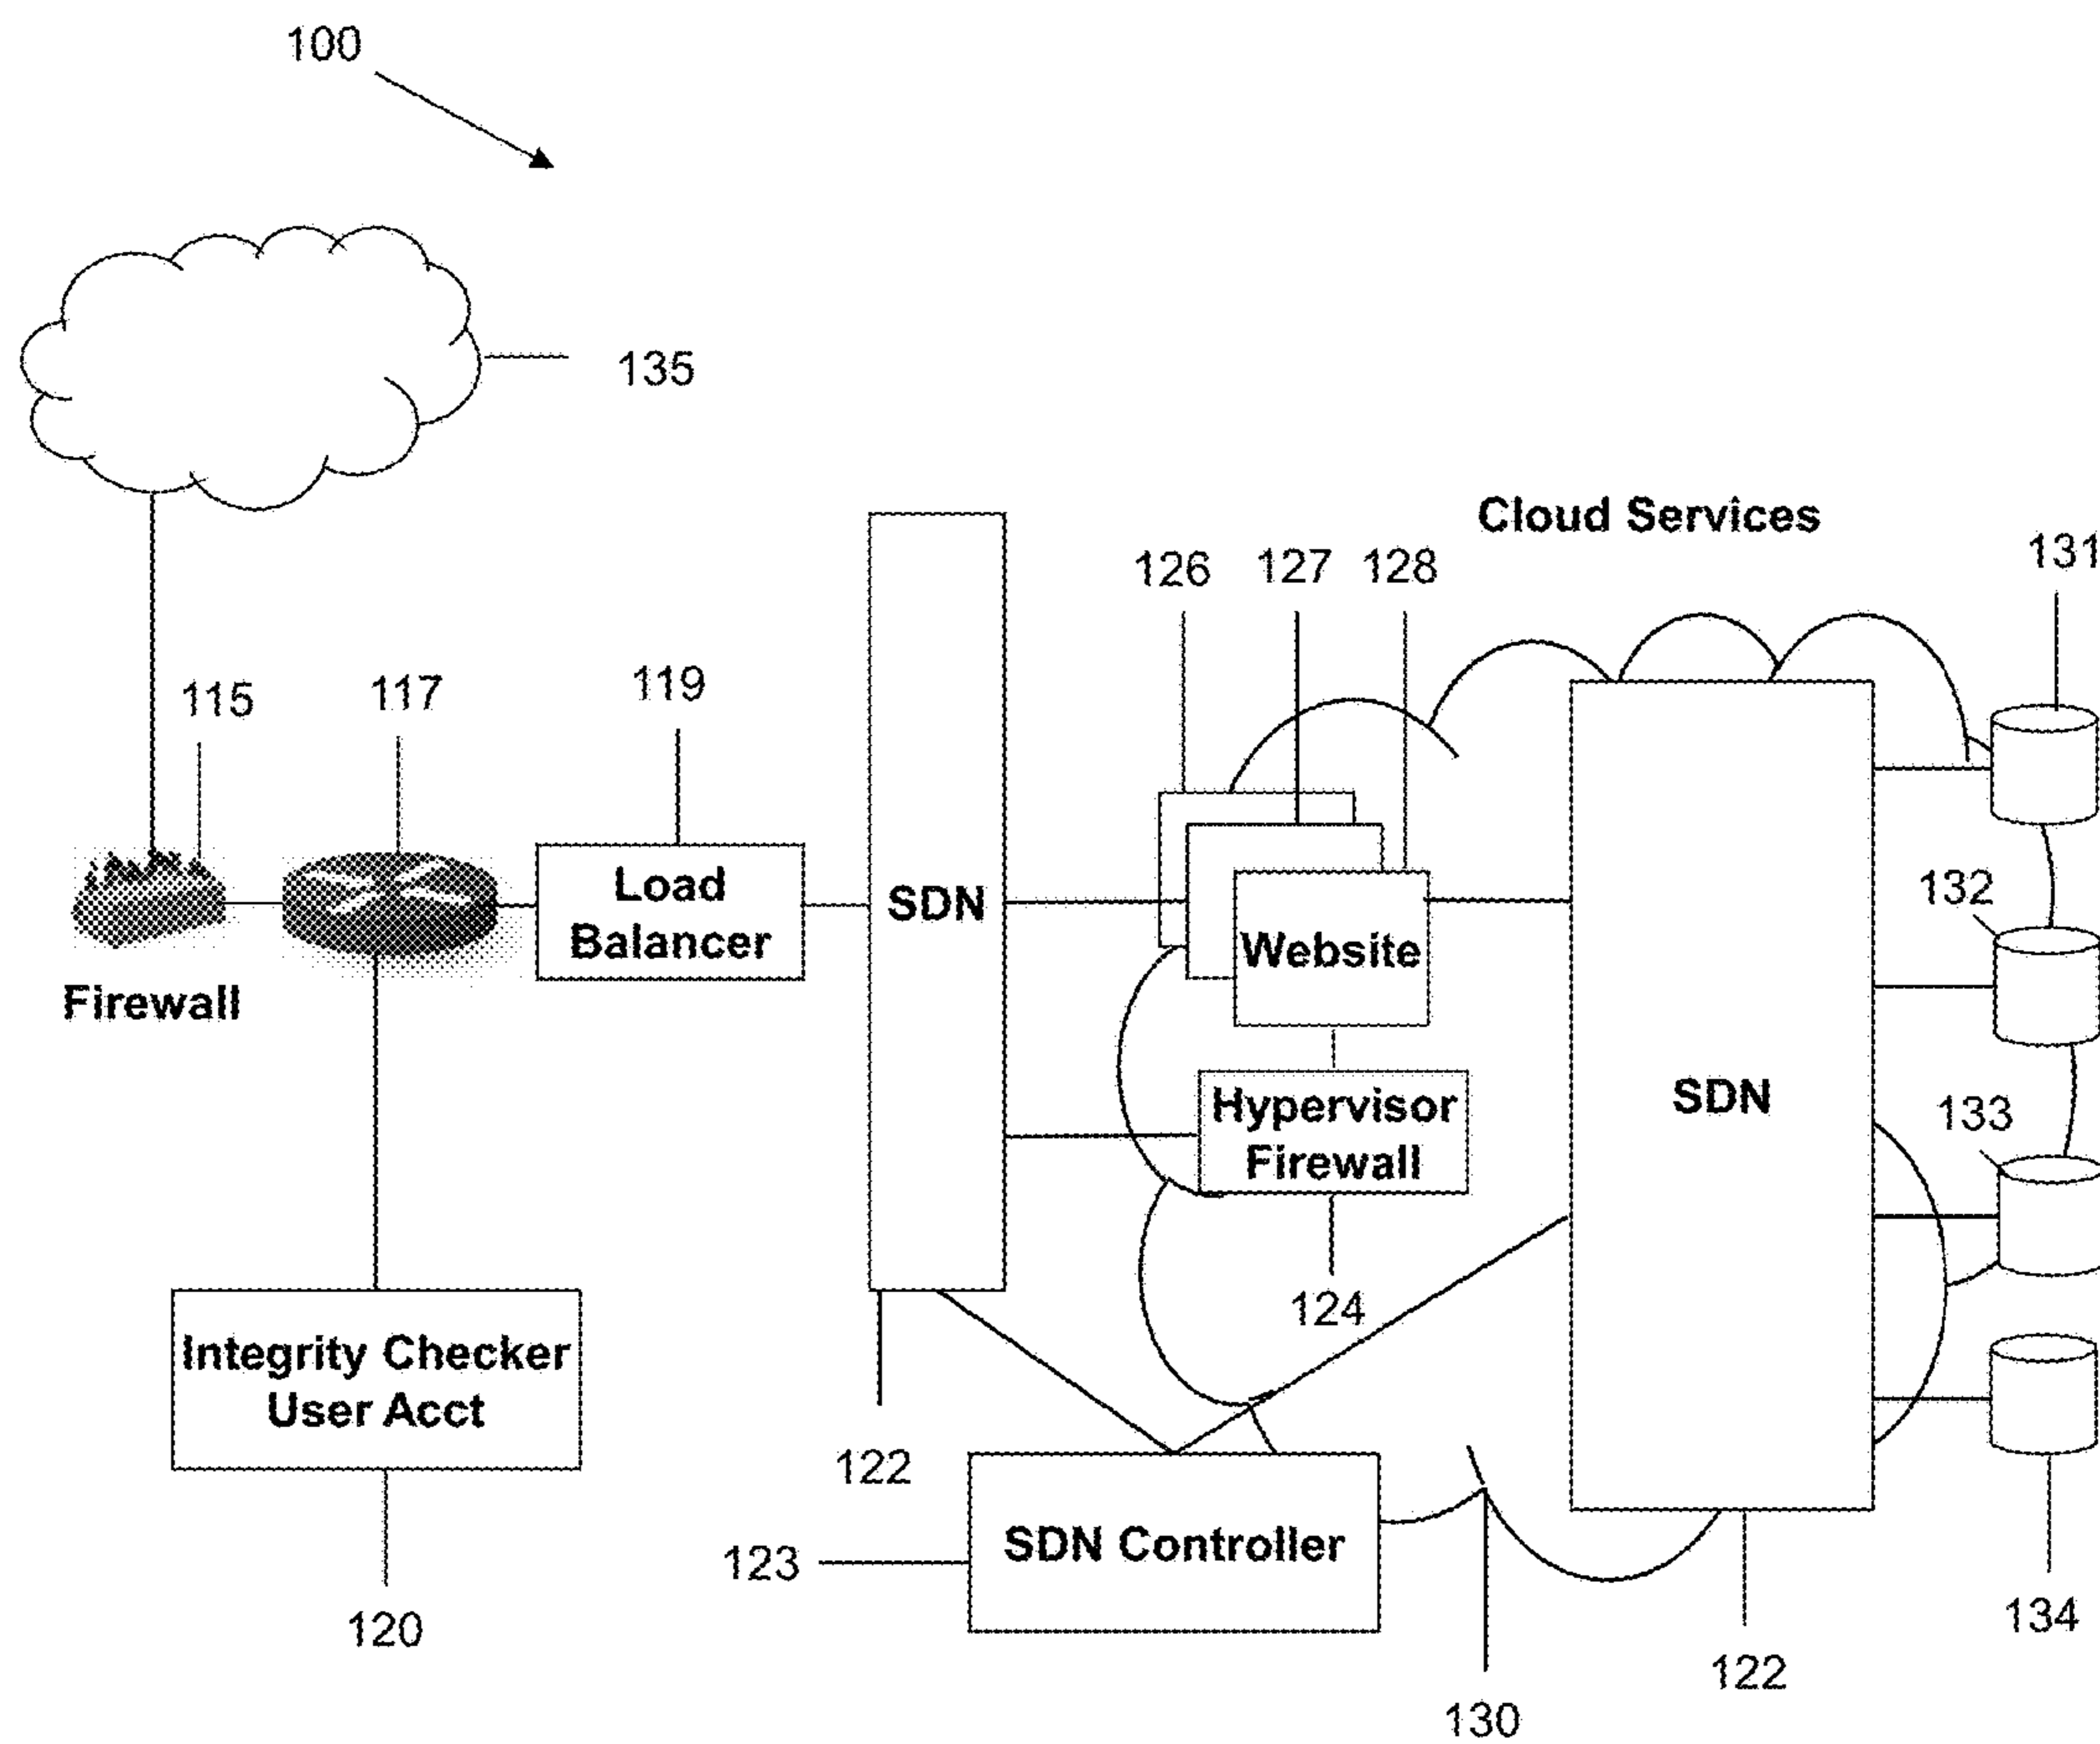 100
135
Cloud Services
126
127
128
131
115
117
119
132
Load
Balancer
SDN
Website
Firewall
Hypervisor
Firewall
SDN
133
124
Integrity Checker
User Acct
122
SDN Controller
123
120
134
122
130